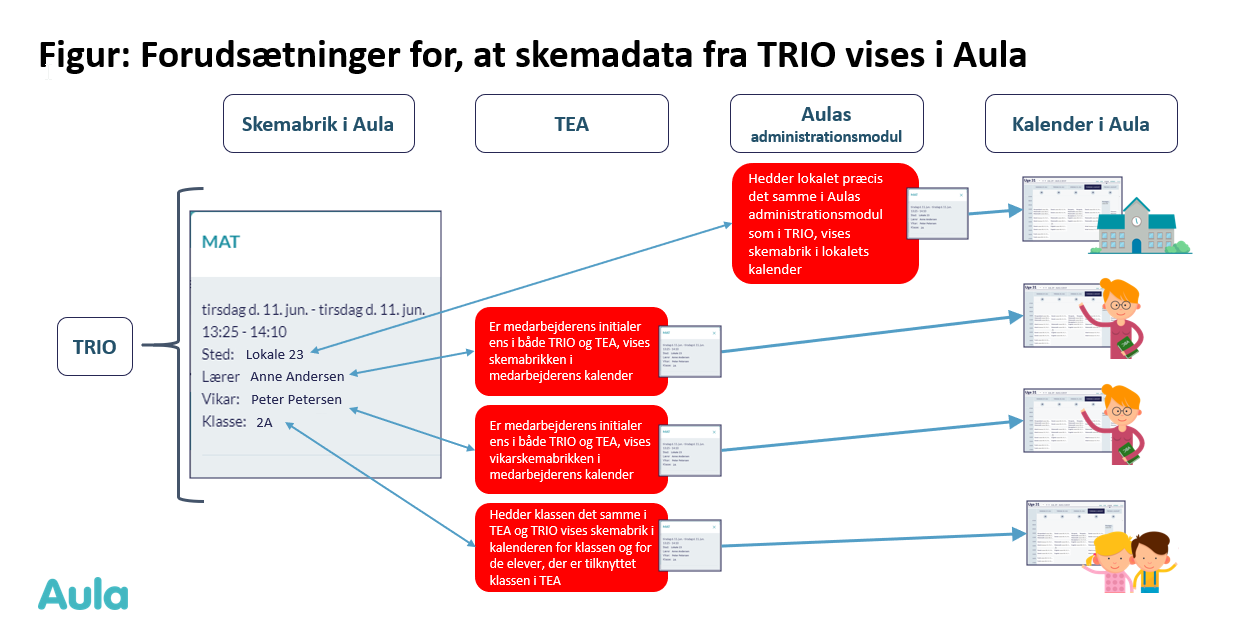 Figur: Forudsætninger for, at skemadata fra TRIO vises i Aula
Skemabrik i Aula
TEA
Aulas
administrationsmodul
Kalender i Aula
Hedder lokalet præcis
det samme i Aulas
administrationsmodul
som i TRIO, vises
skemabrik i lokalets
kalender
TRIO
MAT
tirsdag d. 11. jun. - tirsdag d. 11. jun.
13:25 - 14:10
Sted: Lokale 23
Lærer Anne Andersen
Vikar: Peter Petersen
Klasse: 2A
Er medarbejderens initialer
ens i både TRIO og TEA, vises
skemabrikken i
medarbejderens kalender
Er medarbejderens initialer
ens i både TRIO og TEA, vises
vikarskemabrikken i
medarbejderens kalender
Hedder klassen det samme i
TEA og TRIO vises skemabrik i
kalenderen for klassen og for
de elever, der er tilknyttet
klassen i TEA
Aula